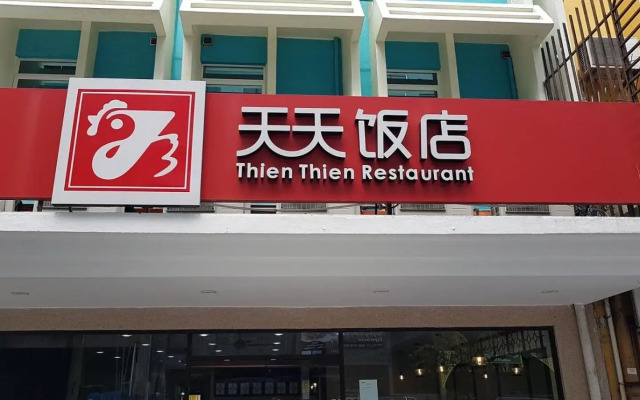 天天饭店
Thien Thien Restaurant